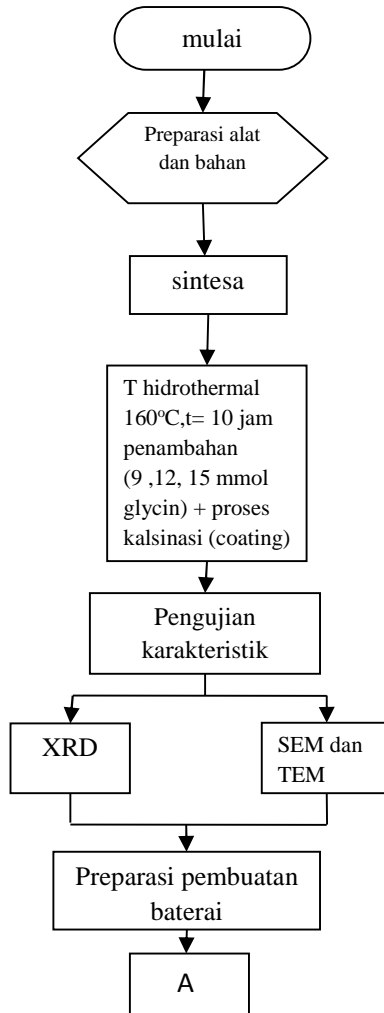 mulai
Preparasi alat
dan bahan
sintesa
T hidrothermal
160°C,t= 10 jam
penambahan
(9 ,12, 15 mmol
glycin) + proses
kalsinasi (coating)
Pengujian
karakteristik
XRD
SEM dan
TEM
Preparasi pembuatan
baterai
A